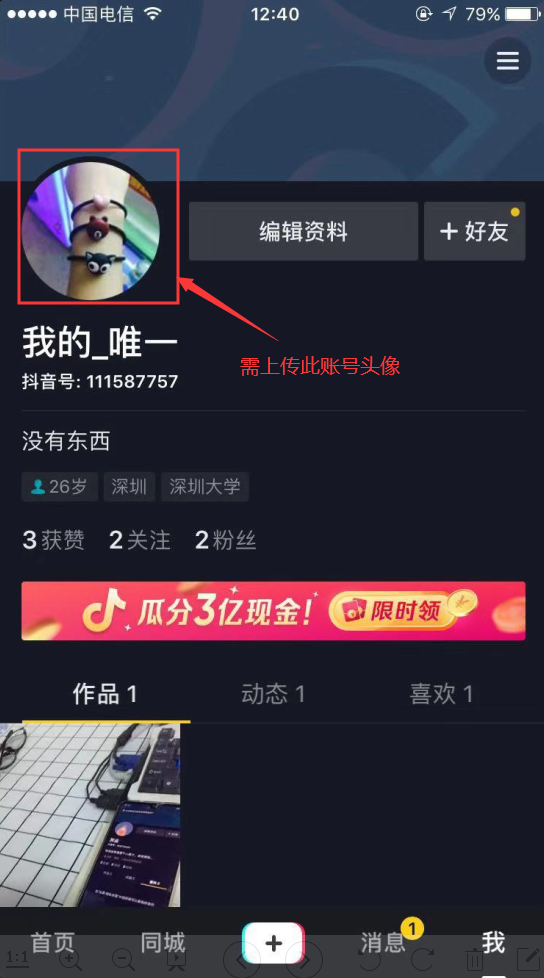 中国电信 12:40 79%
编辑资料 + 好友
我的_唯一
需上传此账号头像
抖音号: 111587757
没有东西
26岁 深圳 深圳大学
3获赞 2关注 2粉丝
瓜分3亿现金! 限时领
作品 1 动态 1 喜欢 1
首页 同城 消息 1 我
1:1